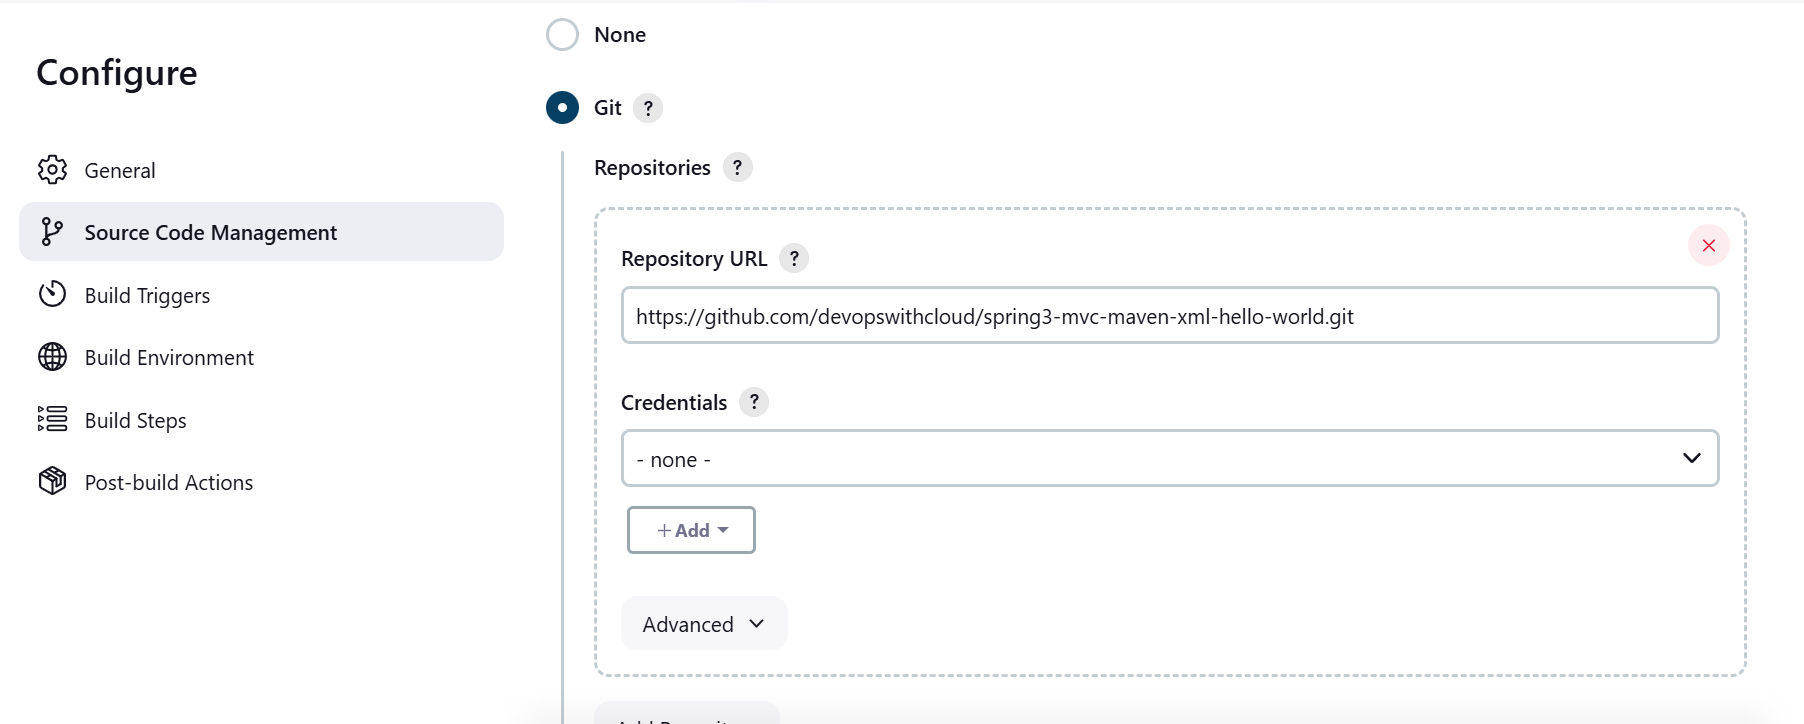 Configure
General
Source Code Management
Build Triggers
Build Environment
Build Steps
Post-build Actions
None
Git ?
Repositories ?
Repository URL ?
https://github.com/devopswithcloud/spring3-mvc-maven-xml-hello-world.git
Credentials ?
- none -
+ Add
Advanced